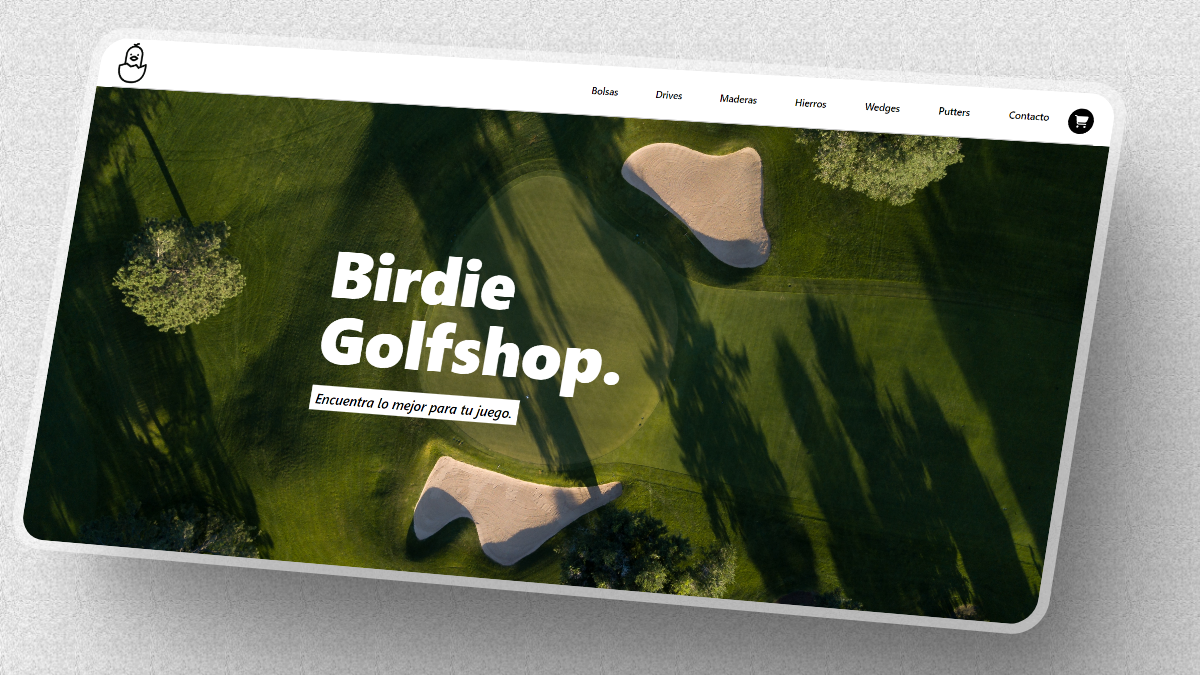 Bolsas Drives Maderas Hierros Wedges Putters Contacto
Birdie
Golfshop.
Encuentra lo mejor para tu juego.